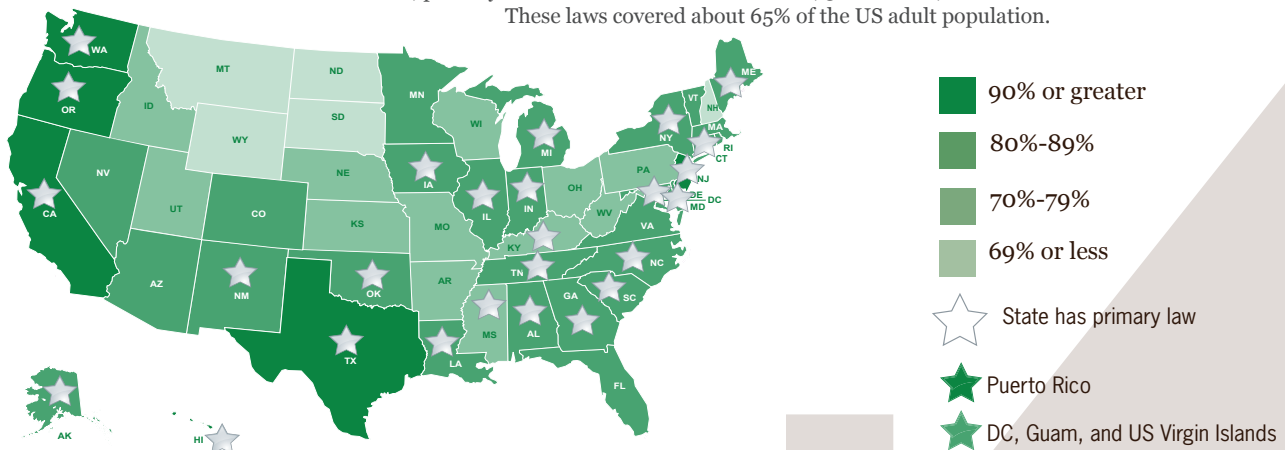 These laws covered about 65% of the US adult population.
WA
MT
ND
ME
OR
ID
MN
VT
NH
SD
WI
WY
MI
NY
MA
RI
CT
IA
NE
PA
NJ
NV
OH
DE
DC
MD
UT
CO
IL
IN
WV
CA
KS
MO
VA
KY
NC
TN
AZ
NM
OK
AR
GA
SC
MS
AL
TX
LA
FL
AK
HI
90% or greater
80%-89%
70%-79%
69% or less
State has primary law
Puerto Rico
DC, Guam, and US Virgin Islands